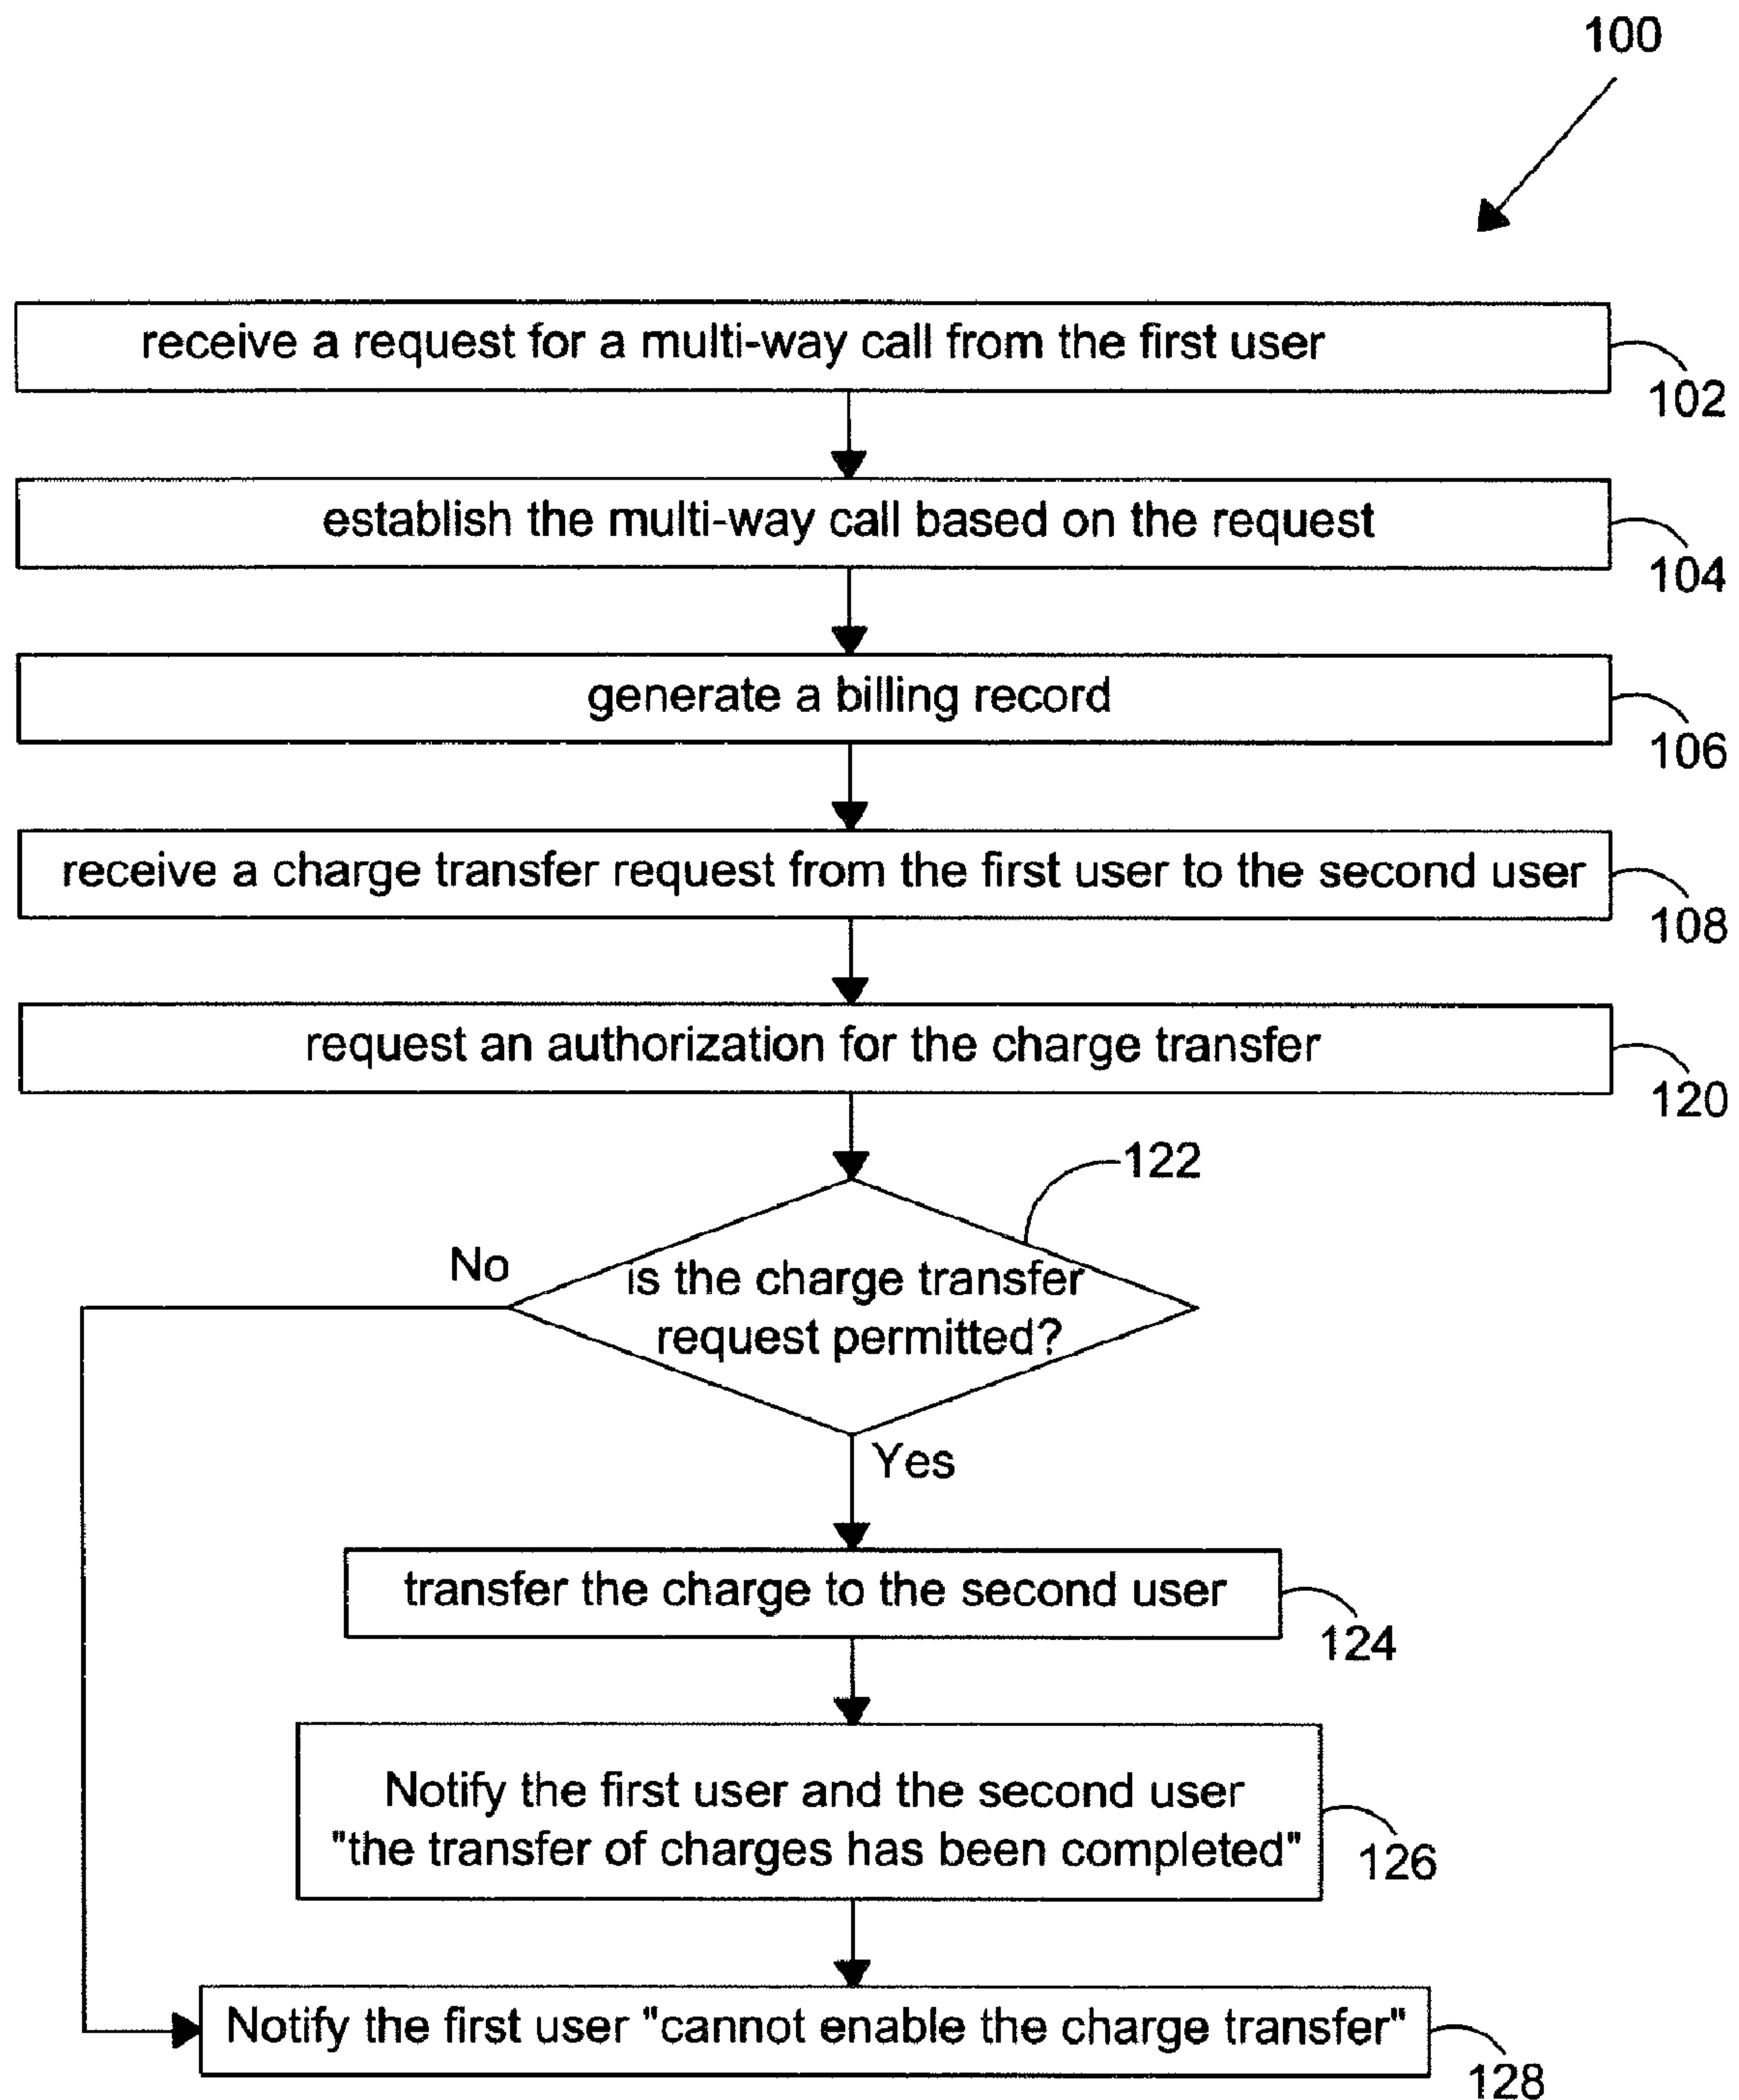 100
receive a request for a multi-way call from the first user
102
establish the multi-way call based on the request
104
generate a billing record
106
receive a charge transfer request from the first user to the second user
108
request an authorization for the charge transfer
120
122
No
is the charge transfer
request permitted?
Yes
transfer the charge to the second user
124
Notify the first user and the second user
"the transfer of charges has been completed"
126
Notify the first user "cannot enable the charge transfer"
128